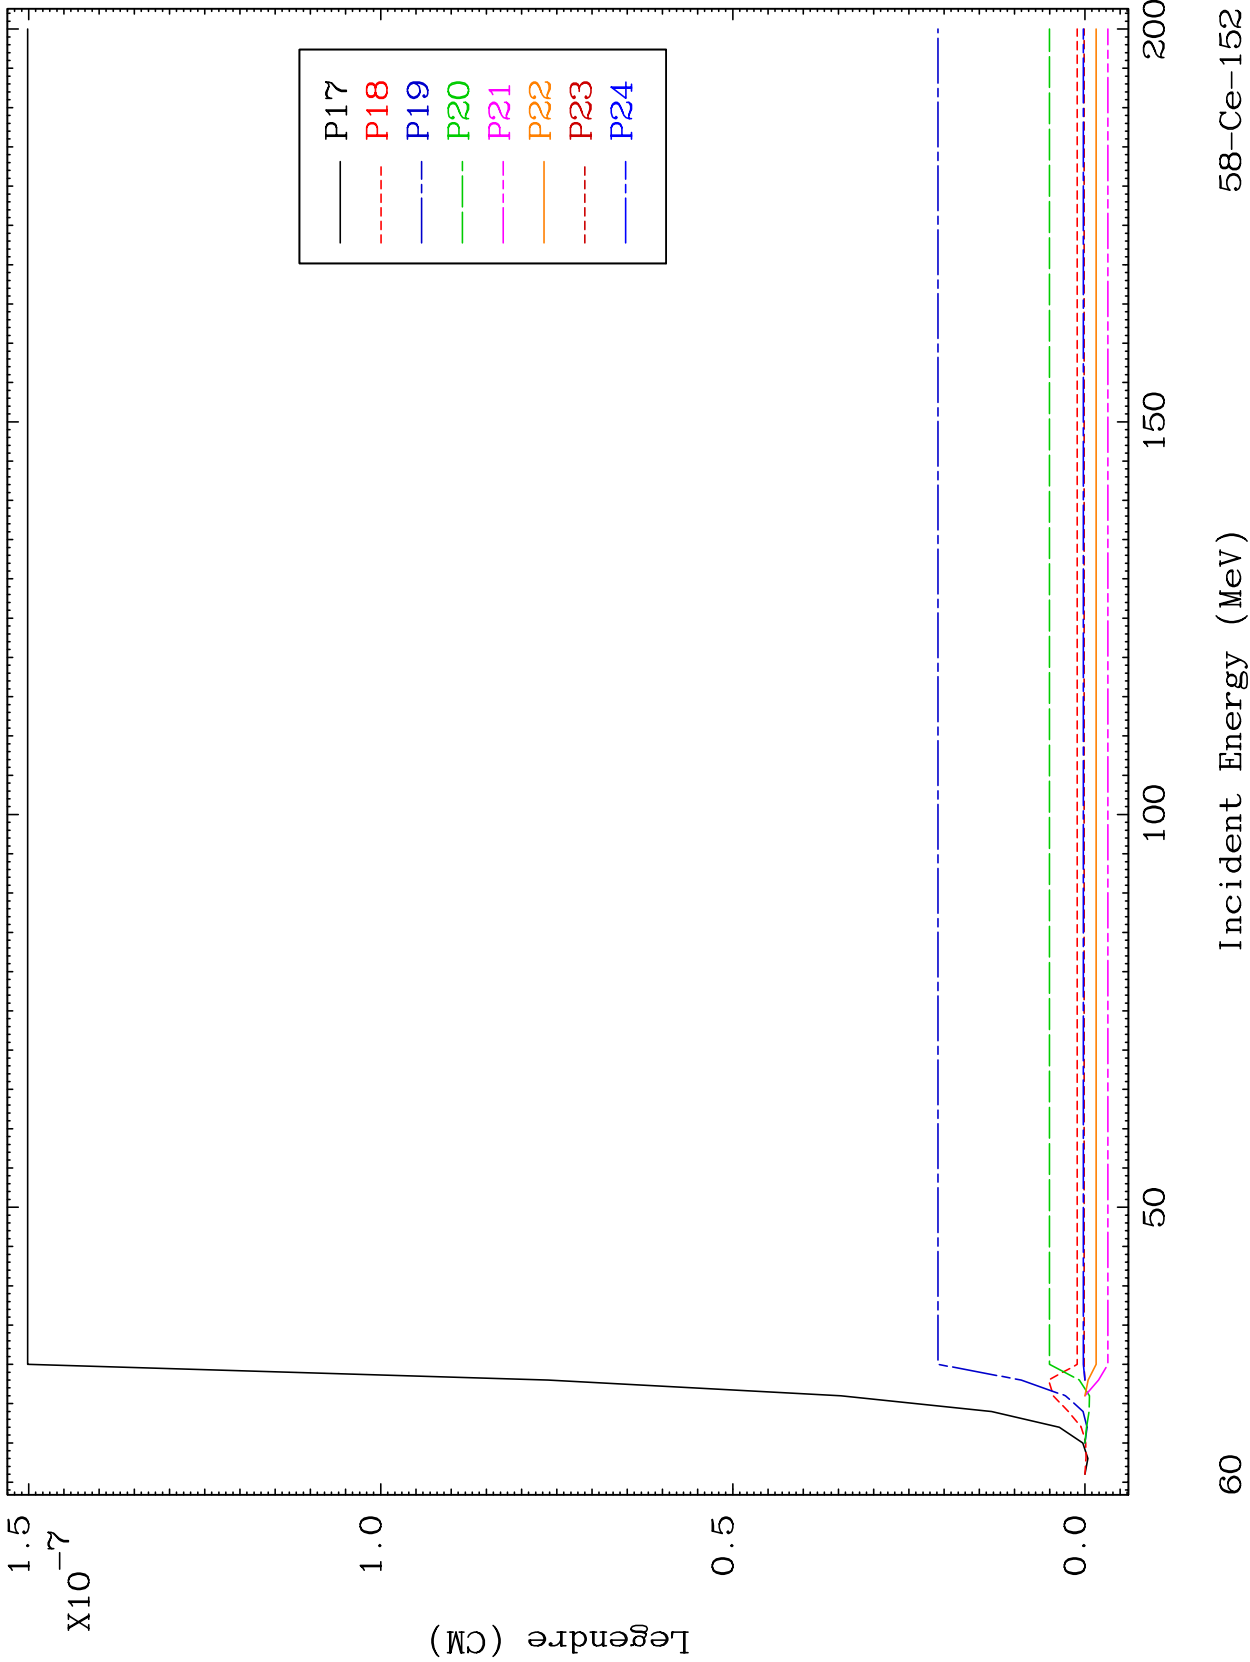 1.5
X10⁻⁷
1.0
0.5
0.0
Legendre (CM)
P17
P18
P19
P20
P21
P22
P23
P24
50
100
150
200
Incident Energy (MeV)
60
58-Ce-152